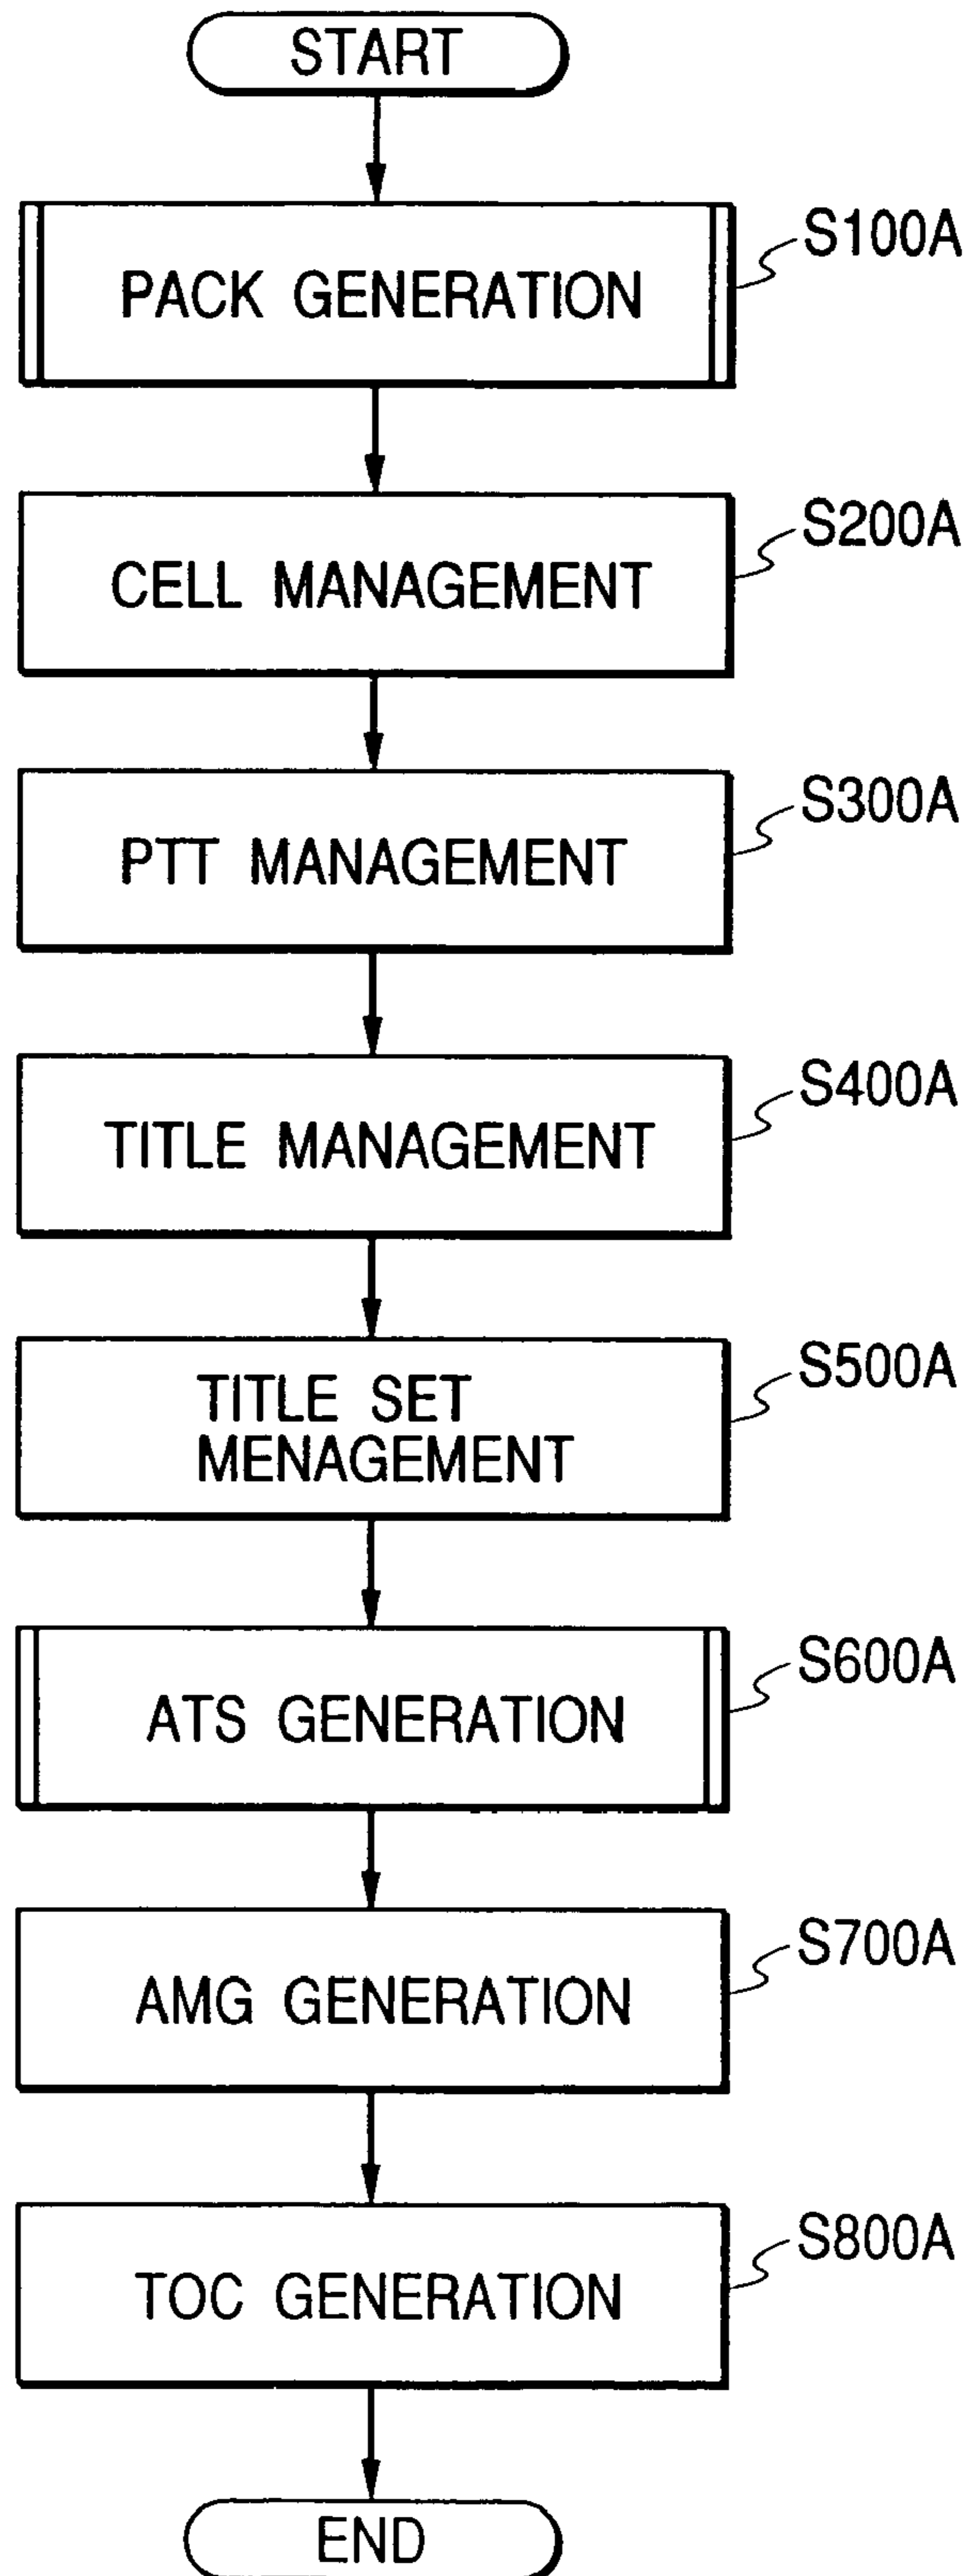 START
PACK GENERATION
S100A
CELL MANAGEMENT
S200A
PTT MANAGEMENT
S300A
TITLE MANAGEMENT
S400A
TITLE SET
MENAGEMENT
S500A
ATS GENERATION
S600A
AMG GENERATION
S700A
TOC GENERATION
S800A
END